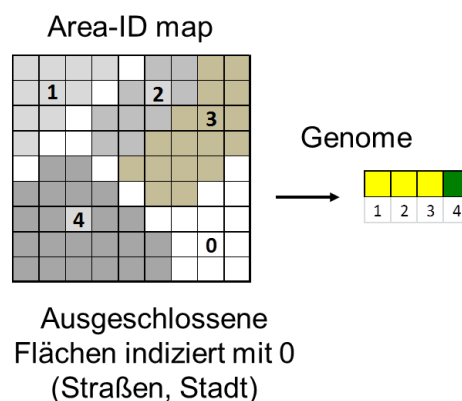 Area-ID map
1
2
3
4
0
Genome
1 2 3 4
Ausgeschlossene
Flächen indiziert mit 0
(Straßen, Stadt)